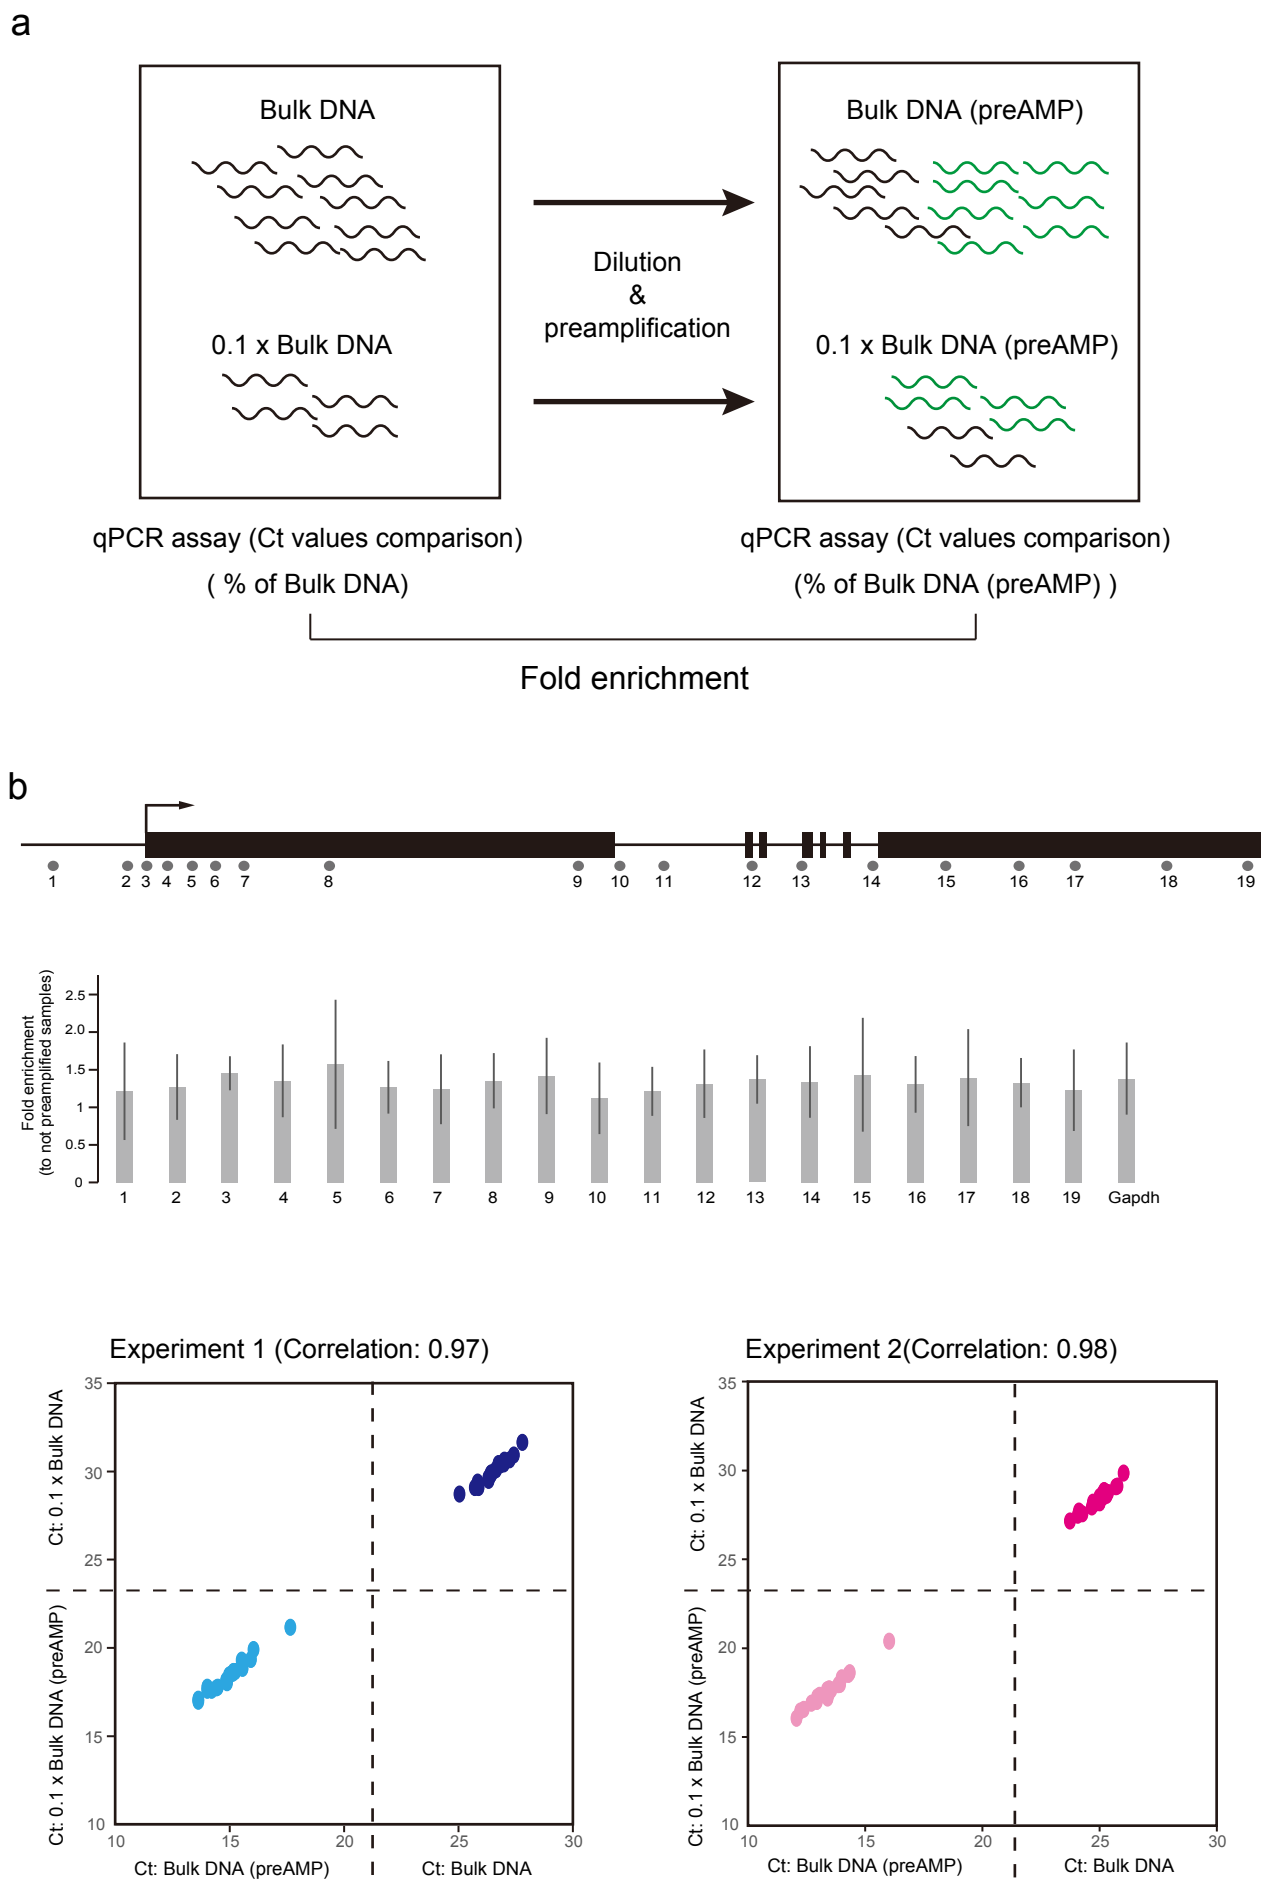 a
Bulk DNA
Bulk DNA (preAMP)
Dilution
&
preamplification
0.1 x Bulk DNA
0.1 x Bulk DNA (preAMP)
qPCR assay (Ct values comparison)
( % of Bulk DNA)
qPCR assay (Ct values comparison)
(% of Bulk DNA (preAMP) )
Fold enrichment
b
1 2 3 4 5 6 7 8 9 10 11 12 13 14 15 16 17 18 19
Fold enrichment
(to not preamplified samples)
2.5
2.0
1.5
1
0.5
0
1 2 3 4 5 6 7 8 9 10 11 12 13 14 15 16 17 18 19 Gapdh
Experiment 1 (Correlation: 0.97)
Ct: 0.1 x Bulk DNA
Ct: 0.1 x Bulk DNA (preAMP)
35
30
25
20
15
10
10 15 20 25 30
Ct: Bulk DNA (preAMP)
Ct: Bulk DNA
Experiment 2(Correlation: 0.98)
Ct: 0.1 x Bulk DNA
Ct: 0.1 x Bulk DNA (preAMP)
35
30
25
20
15
10
10 15 20 25 30
Ct: Bulk DNA (preAMP)
Ct: Bulk DNA